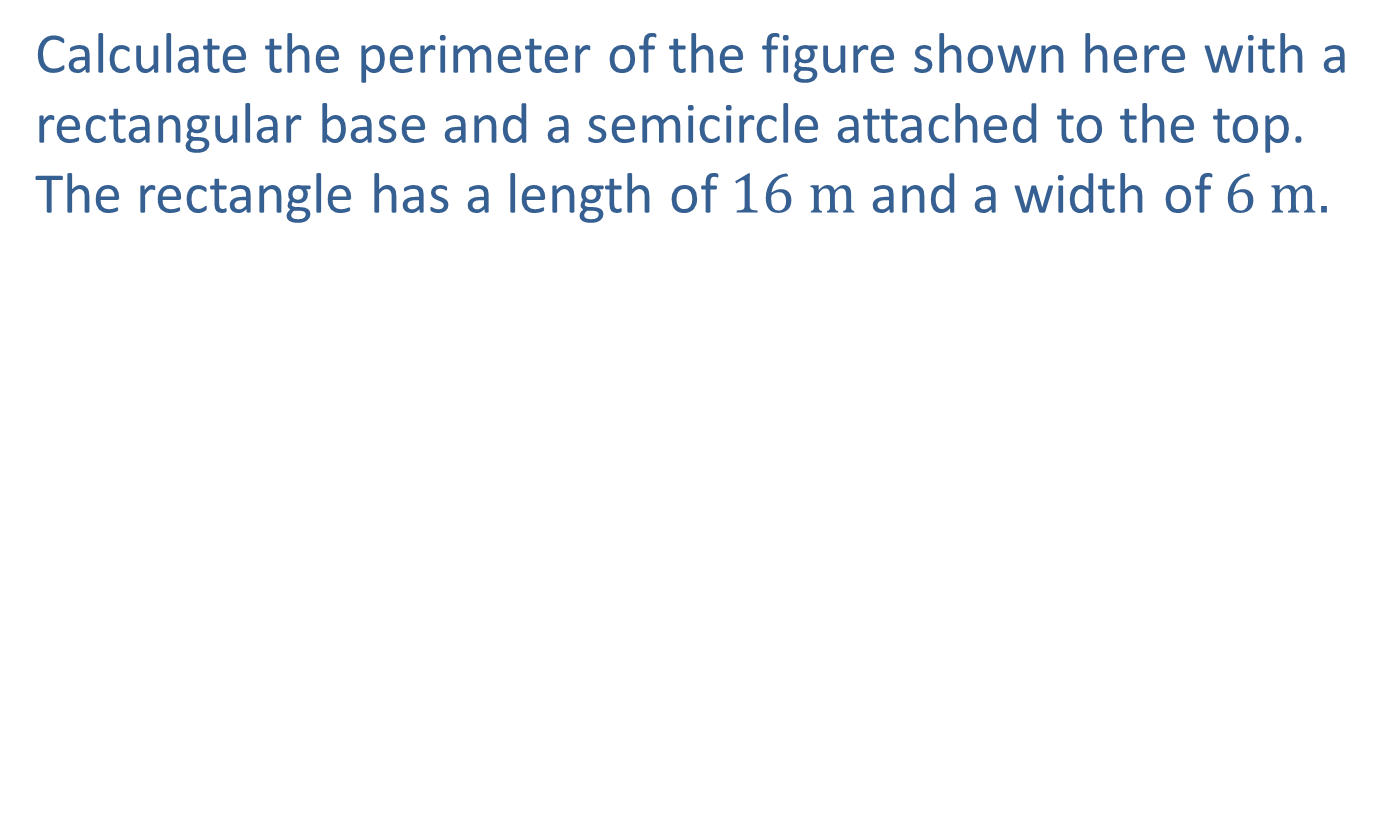 Calculate the perimeter of the figure shown here with a
rectangular base and a semicircle attached to the top.
The rectangle has a length of 16 m and a width of 6 m.